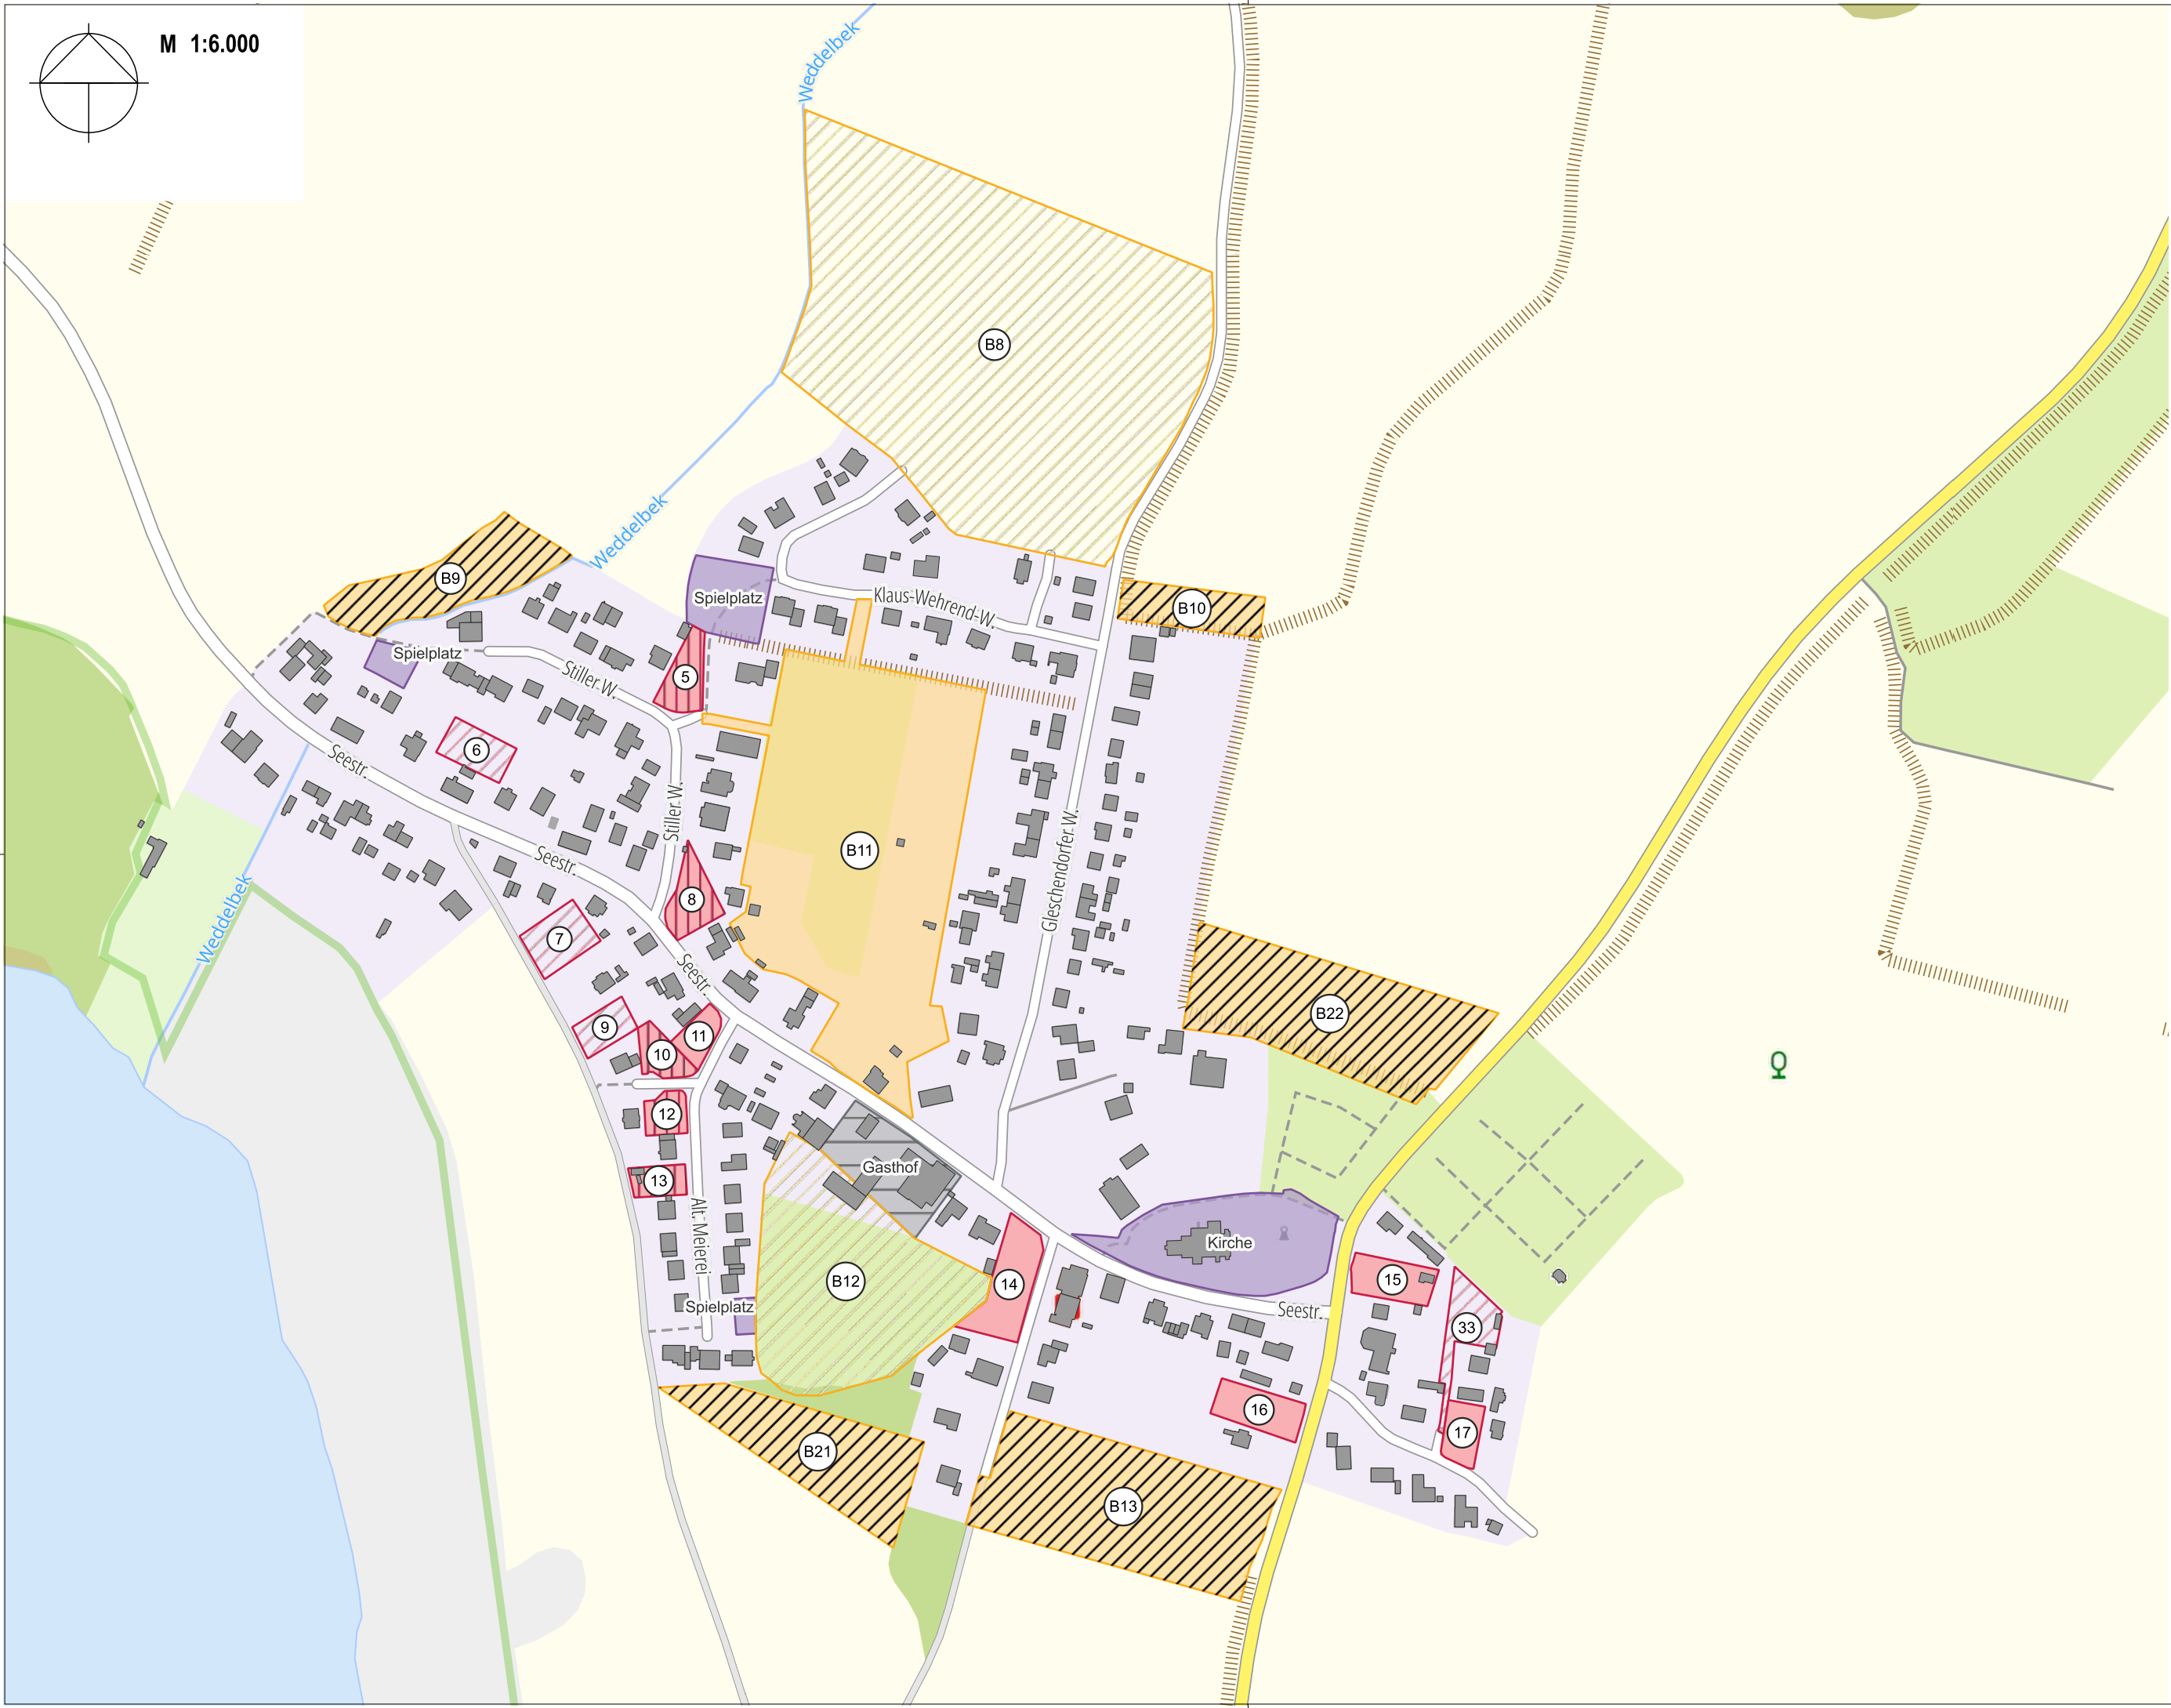 M 1:6.000
Weddelbek
B8
Weddelbek
B9
B10
Spielplatz
Klaus-Wehrend-W.
Spielplatz
Stiller W.
5
6
Seestr.
Stiller W.
B11
Gleschendorfer W.
Seestr.
8
7
Weddelbek
Seestr.
9
11
10
B22
12
Gasthof
13
Alt. Meierei
Kirche
B12
14
15
Spielplatz
Seestr.
33
16
17
B21
B13